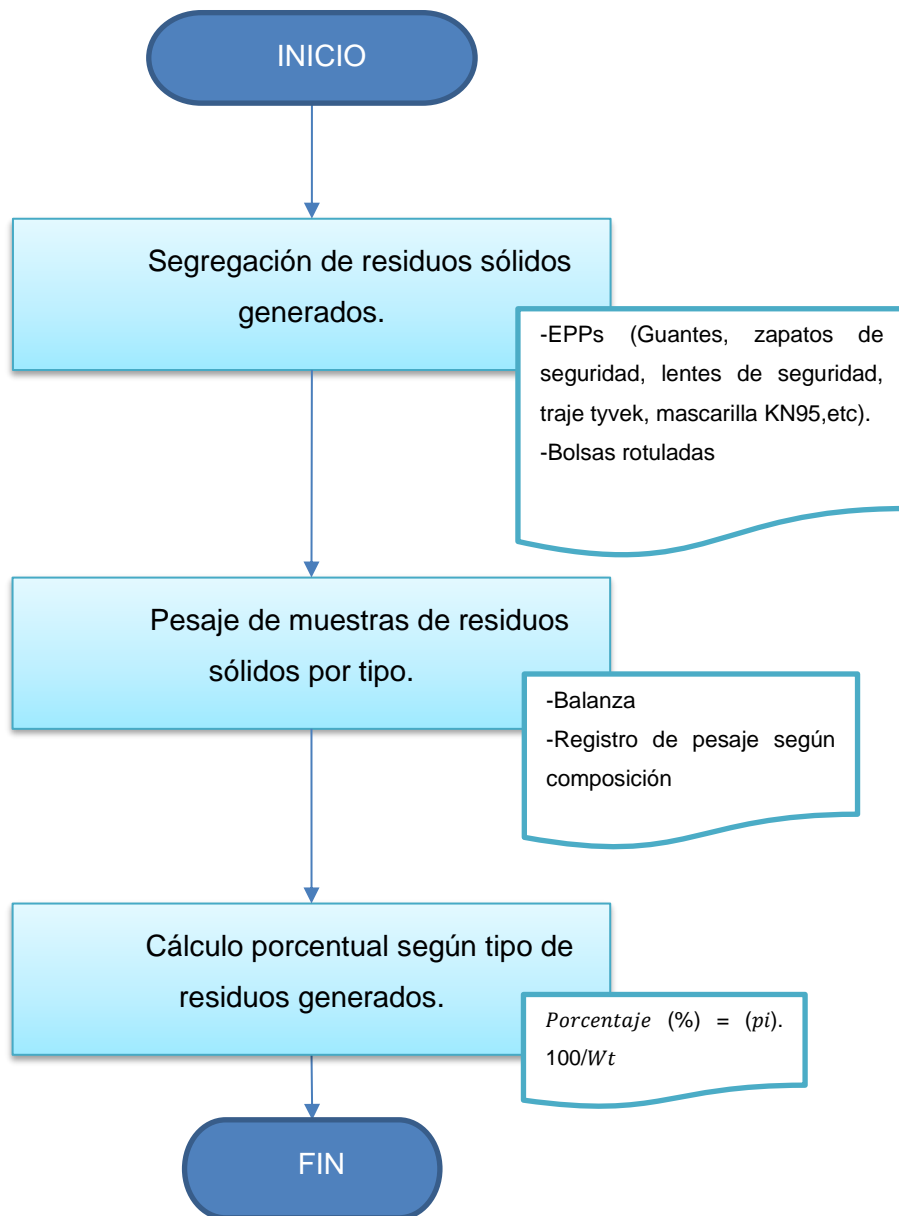 INICIO
Segregación de residuos sólidos
generados.
-EPPs (Guantes, zapatos de
seguridad, lentes de seguridad,
traje tyvek, mascarilla KN95,etc).
-Bolsas rotuladas
Pesaje de muestras de residuos
sólidos por tipo.
-Balanza
-Registro de pesaje según
composición
Cálculo porcentual según tipo de
residuos generados.
Porcentaje (%) = (pi).
100/Wt
FIN